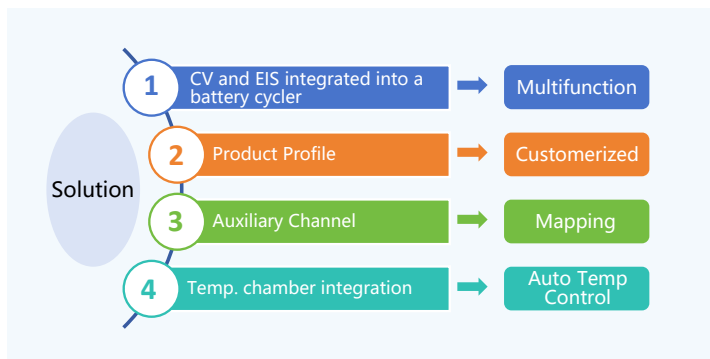 Solution
1
CV and EIS integrated into a
battery cycler
Multifunction
2
Product Profile
Customerized
3
Auxiliary Channel
Mapping
4
Temp. chamber integration
Auto Temp
Control